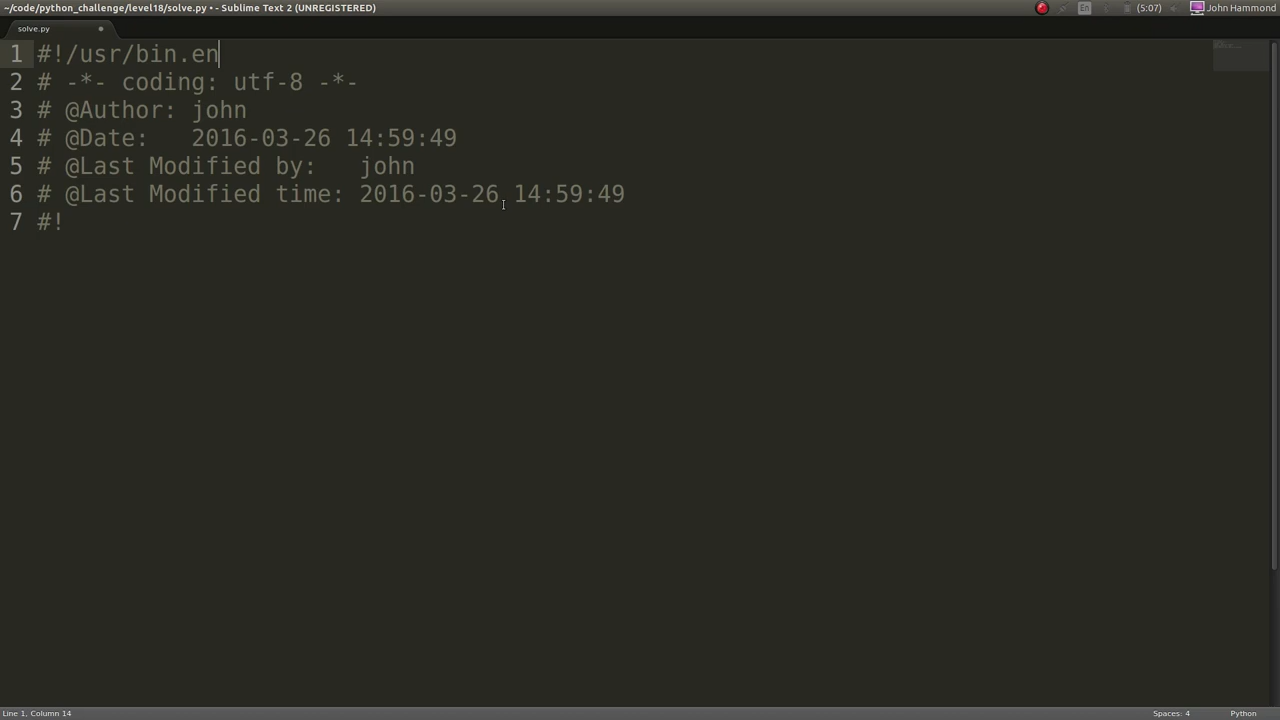 ~/code/python_challenge/level18/solve.py • - Sublime Text 2 (UNREGISTERED)
En
(5:07)
John Hammond
solve.py
1 #!/usr/bin.en
2 # -*- coding: utf-8 -*-
3 # @Author: john
4 # @Date:   2016-03-26 14:59:49
5 # @Last Modified by:   john
6 # @Last Modified time: 2016-03-26 14:59:49
7 #!
Line 1, Column 14
Spaces: 4
Python